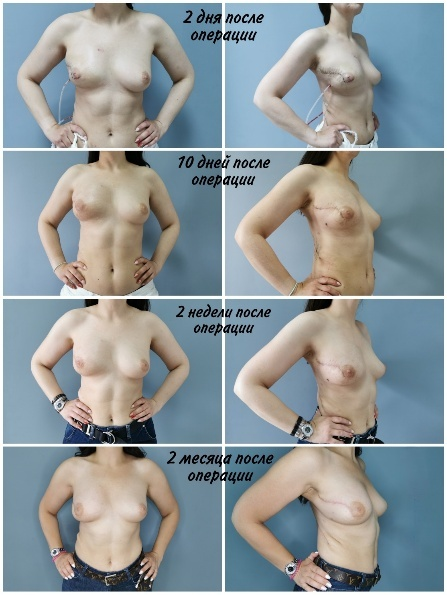 2 дня после
операции
10 дней после
операции
2 недели после
операции
2 месяца после
операции